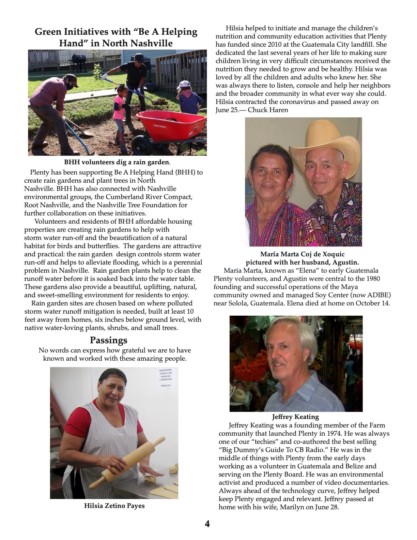 Green Initiatives with "Be A Helping
Hand" in North Nashville
BHH volunteers dig a rain garden.
Plenty has been supporting Be A Helping Hand (BHH) to
create rain gardens and plant trees in North
Nashville. BHH has also connected with Nashville
environmental groups, the Cumberland River Compact,
Root Nashville, and the Nashville Tree Foundation for
further collaboration on these initiatives.
Volunteers and residents of BHH affordable housing
properties are creating rain gardens to help with
storm water run-off and the beautification of a natural
habitat for birds and butterflies. The gardens are attractive
and practical: the rain garden design controls storm water
run-off and helps to alleviate flooding, which is a perennial
problem in Nashville. Rain garden plants help to clean the
runoff water before it is soaked back into the water table.
These gardens also provide a beautiful, uplifting, natural,
and sweet-smelling environment for residents to enjoy.
Rain garden sites are chosen based on where polluted
storm water runoff mitigation is needed, built at least 10
feet away from homes, six inches below ground level, with
native water-loving plants, shrubs, and small trees.
Passings
No words can express how grateful we are to have
known and worked with these amazing people.
Hilsia Zetino Payes
Hilsia helped to initiate and manage the children's
nutrition and community education activities that Plenty
has funded since 2010 at the Guatemala City landfill. She
dedicated the last several years of her life to making sure
children living in very difficult circumstances received the
nutrition they needed to grow and be healthy. Hilsia was
loved by all the children and adults who knew her. She
was always there to listen, console and help her neighbors
and the broader community in what ever way she could.
Hilsia contracted the coronavirus and passed away on
June 25.— Chuck Haren
María Marta Coj de Xoquic
pictured with her husband, Agustin.
Maria Marta, known as "Elena" to early Guatemala
Plenty volunteers, and Agustin were central to the 1980
founding and successful operations of the Maya
community owned and managed Soy Center (now ADIBE)
near Solola, Guatemala. Elena died at home on October 14.
Jeffrey Keating
Jeffrey Keating was a founding member of the Farm
community that launched Plenty in 1974. He was always
one of our "techies" and co-authored the best selling
"Big Dummy's Guide To CB Radio." He was in the
middle of things with Plenty from the early days
working as a volunteer in Guatemala and Belize and
serving on the Plenty Board. He was an environmental
activist and produced a number of video documentaries.
Always ahead of the technology curve, Jeffrey helped
keep Plenty engaged and relevant. Jeffrey passed at
home with his wife, Marilyn on June 28.
4